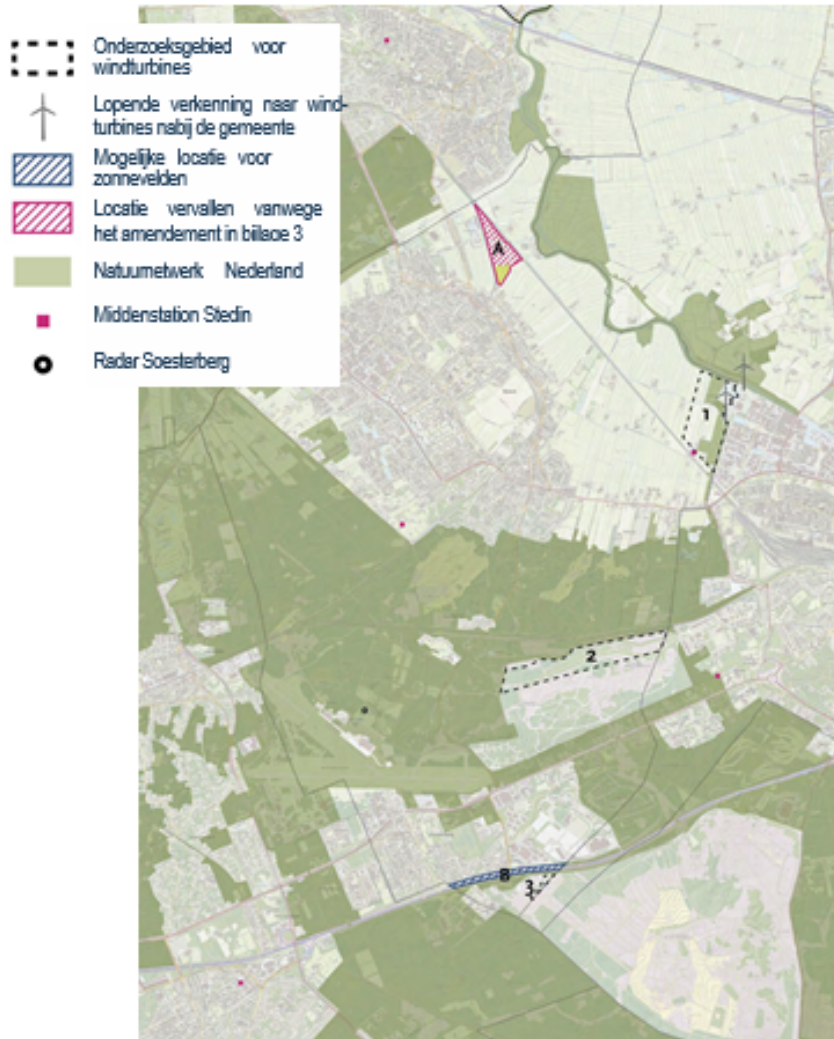 Onderzoeksgebied voor
windturbines
Lopende verkenning naar wind-
turbines nabij de gemeente
Mogelijke locatie voor
zonnevelden
Locatie vervallen vanwege
het amendement in bijlage 3
Natuurnetwerk Nederland
Middenstation Stedin
Radar Soesterberg
A
1
2
B
3